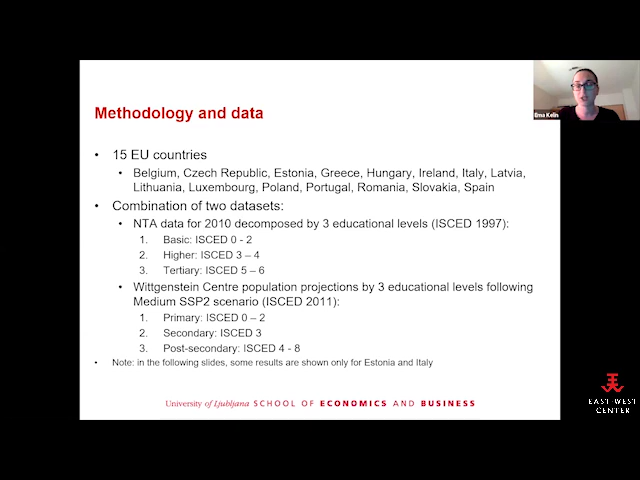 Methodology and data
• 15 EU countries
• Belgium, Czech Republic, Estonia, Greece, Hungary, Ireland, Italy, Latvia,
Lithuania, Luxembourg, Poland, Portugal, Romania, Slovakia, Spain
• Combination of two datasets:
• NTA data for 2010 decomposed by 3 educational levels (ISCED 1997):
1. Basic: ISCED 0 - 2
2. Higher: ISCED 3 – 4
3. Tertiary: ISCED 5 – 6
• Wittgenstein Centre population projections by 3 educational levels following
Medium SSP2 scenario (ISCED 2011):
1. Primary: ISCED 0 – 2
2. Secondary: ISCED 3
3. Post-secondary: ISCED 4 - 8
• Note: in the following slides, some results are shown only for Estonia and Italy
University of Ljubljana SCHOOL OF ECONOMICS AND BUSINESS
Ema Kelin
EAST-WEST
CENTER